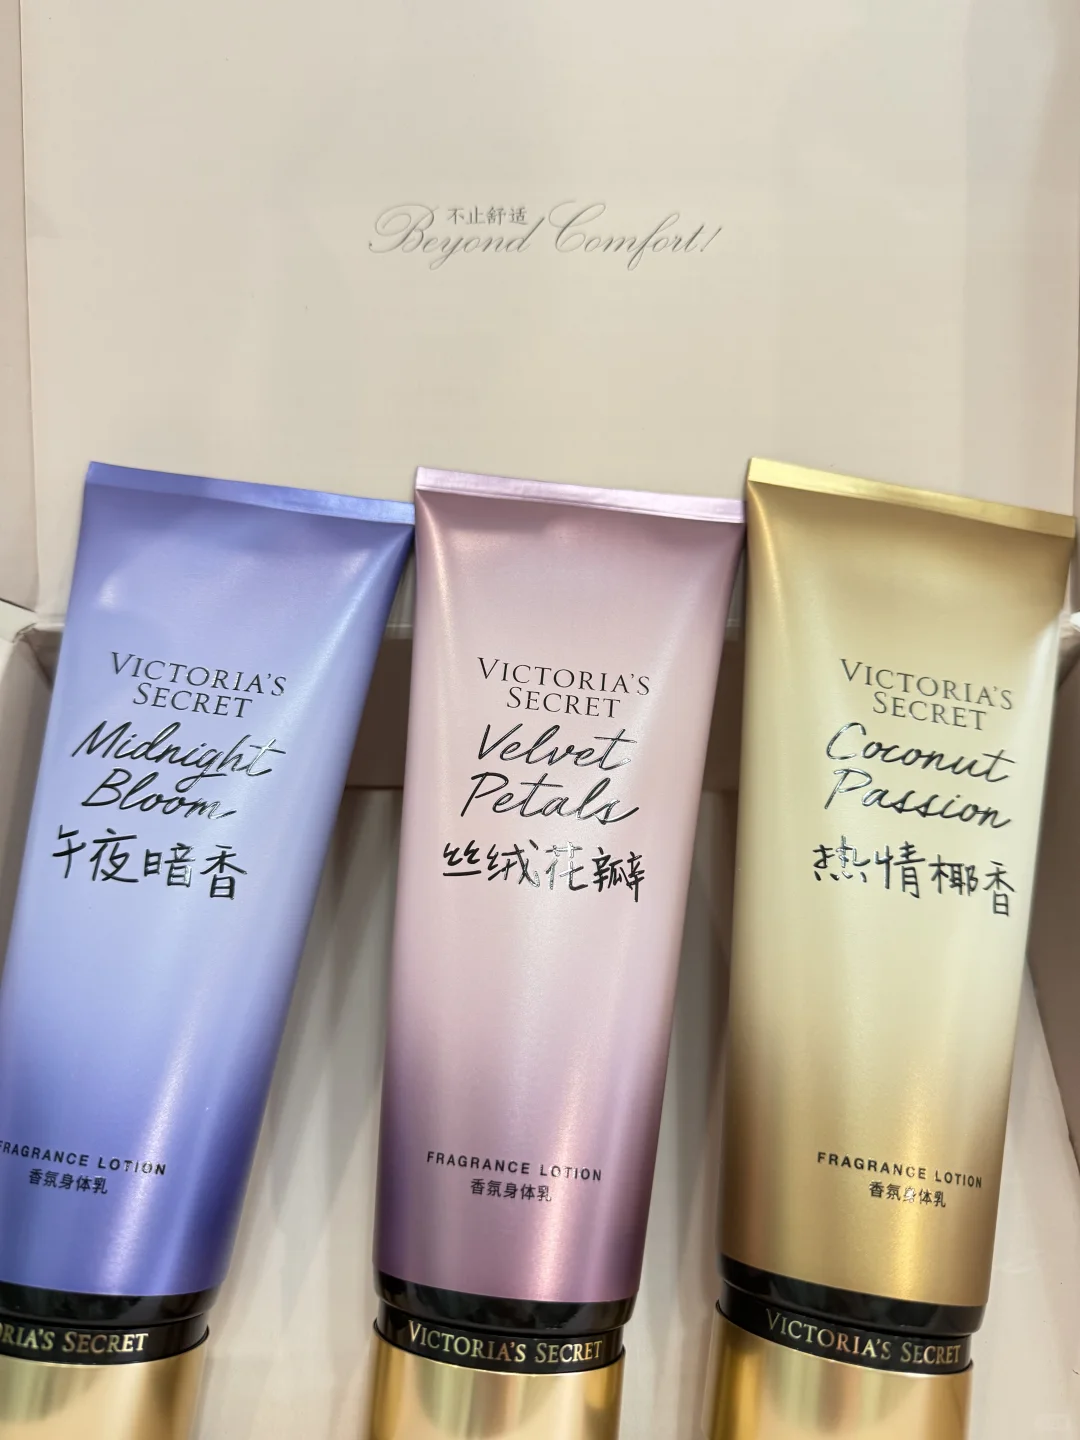 不止舒适
Beyond Comfort!
VICTORIA'S
SECRET
Midnight
Bloom
午夜暗香
FRAGRANCE LOTION
香氛身体乳
RIA'S SECRET
VICTORIA'S
SECRET
Velvet
Petals
丝绒花瓣
FRAGRANCE LOTION
香氛身体乳
VICTORIA'S SECRET
VICTORIA'S
SECRET
Coconut
Passion
热情椰香
FRAGRANCE LOTION
香氛身体乳
VICTORIA'S SECRET